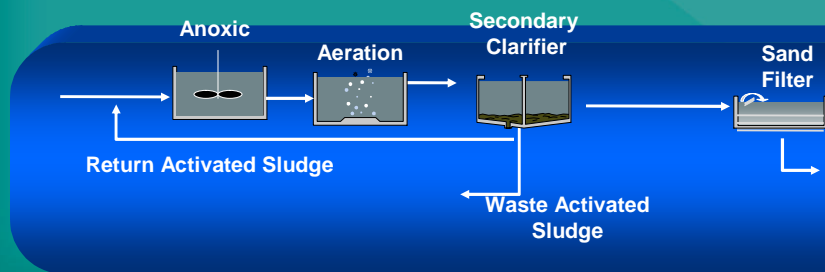 Anoxic
Aeration
Secondary
Clarifier
Sand
Filter
Return Activated Sludge
Waste Activated
Sludge